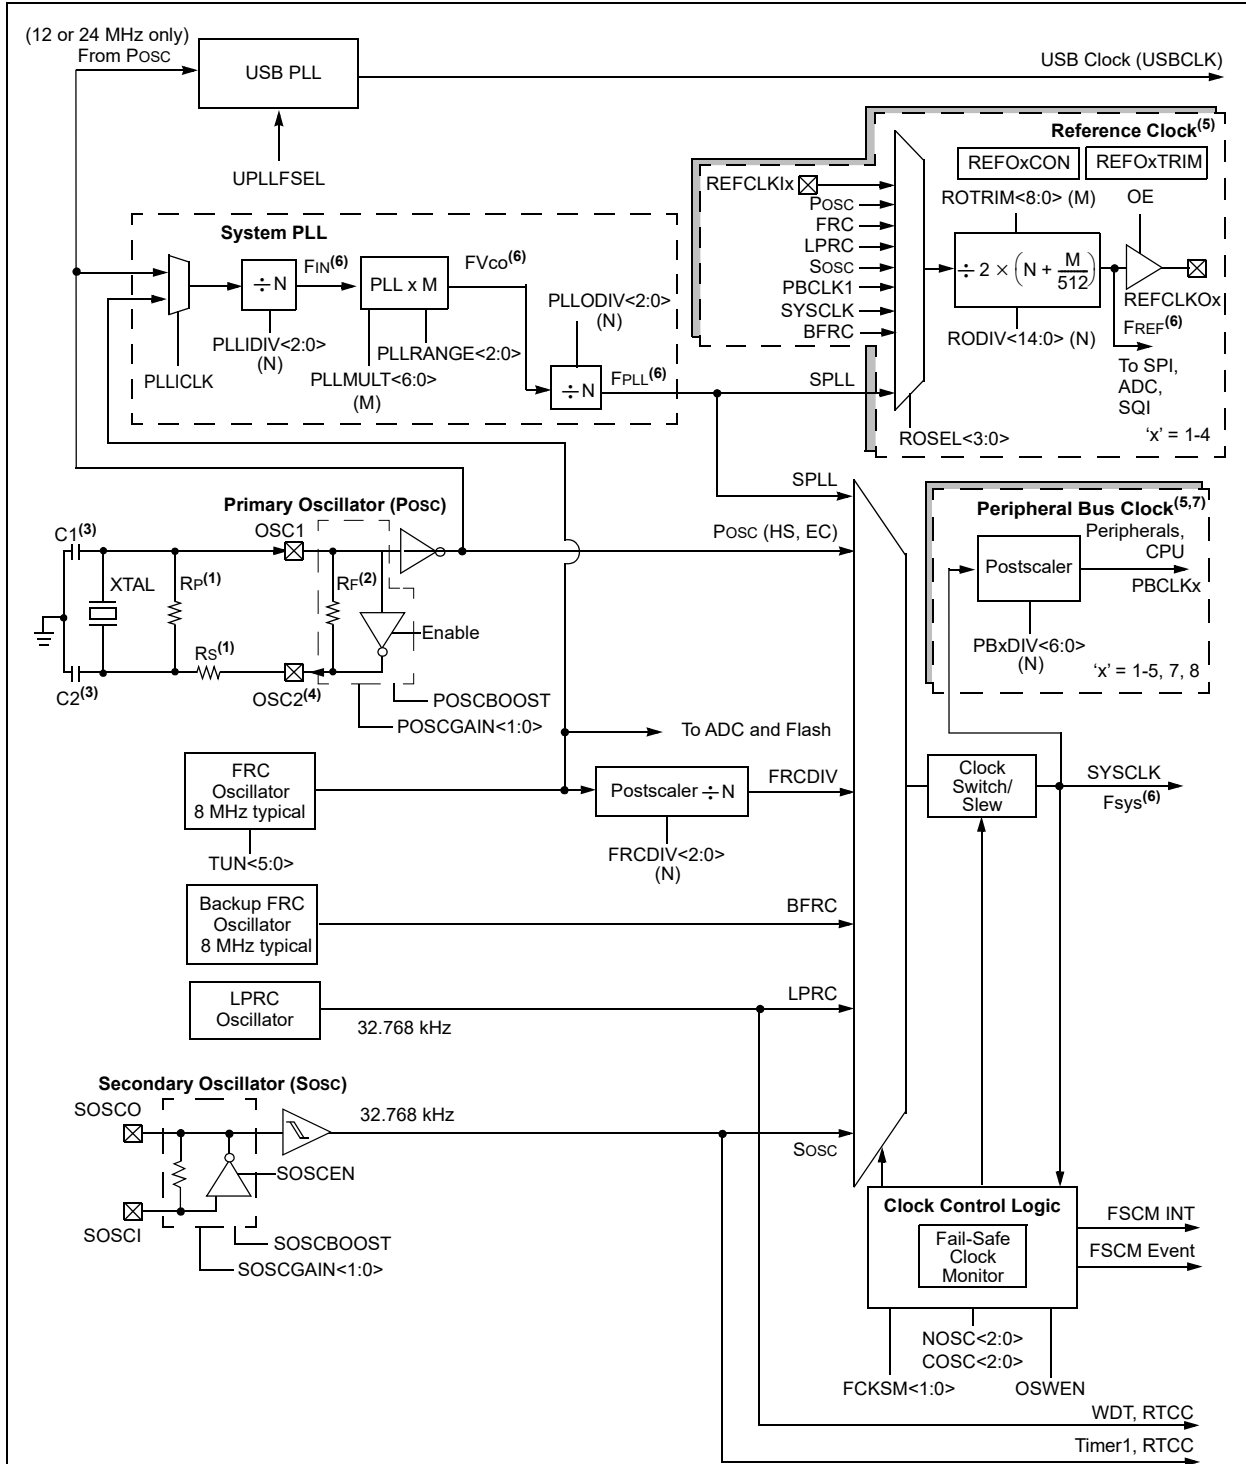 (12 or 24 MHz only)
From POSC
USB PLL
USB Clock (USBCLK)
UPLLFSEL
Reference Clock(5)
REFOxCON
REFOxTRIM
REFCLKIx
POSC
FRC
LPRC
SOSC
PBCLK1
SYSCLK
BFRC
SPLL
ROTRIM<8:0> (M)
OE
÷ 2 × (N + M/512)
REFCLKOx
RODIV<14:0> (N)
FREF(6)
To SPI,
ADC,
SQI
ROSEL<3:0>
'x' = 1-4
System PLL
FIN(6)
FVCO(6)
÷ N
PLL x M
PLLODIV<2:0>
(N)
PLLIDIV<2:0>
(N)
PLLRANGE<2:0>
PLLICLK
PLLMULT<6:0>
(M)
÷ N
FPLL(6)
SPLL
Primary Oscillator (POSC)
C1(3)
OSC1
POSC (HS, EC)
XTAL
RP(1)
RF(2)
Enable
RS(1)
C2(3)
OSC2(4)
POSCBOOST
POSCGAIN<1:0>
Peripheral Bus Clock(5,7)
Peripherals,
CPU
Postscaler
PBCLKx
PBxDIV<6:0>
(N)
'x' = 1-5, 7, 8
To ADC and Flash
FRC
Oscillator
8 MHz typical
TUN<5:0>
Postscaler ÷ N
FRCDIV
FRCDIV<2:0>
(N)
Clock
Switch/
Slew
SYSCLK
Fsys(6)
Backup FRC
Oscillator
8 MHz typical
BFRC
LPRC
Oscillator
32.768 kHz
LPRC
Secondary Oscillator (SOSC)
SOSCO
32.768 kHz
SOSC
SOSCEN
SOSCI
SOSCBOOST
SOSCGAIN<1:0>
Clock Control Logic
Fail-Safe
Clock
Monitor
FSCM INT
FSCM Event
NOSC<2:0>
COSC<2:0>
FCKSM<1:0>
OSWEN
WDT, RTCC
Timer1, RTCC